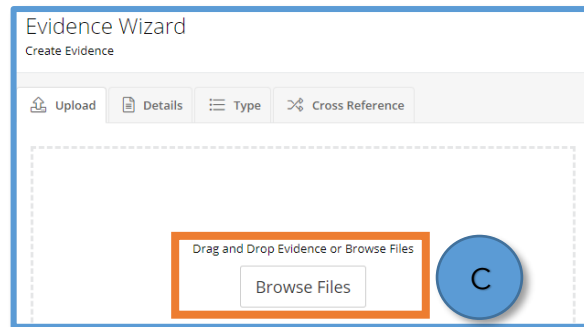 Evidence Wizard
Create Evidence
Upload Details Type Cross Reference
Drag and Drop Evidence or Browse Files
Browse Files
C